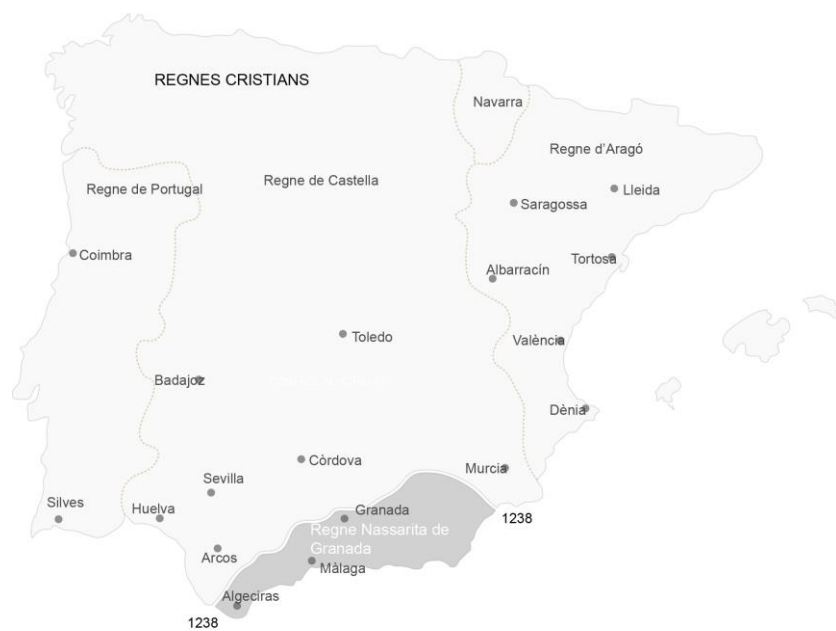 REGNES CRISTIANS
Navarra
Regne d'Aragó
Regne de Portugal
Regne de Castella
Lleida
Saragossa
Coimbra
Tortosa
Albarracín
Toledo
València
Badajoz
Dènia
Còrdova
Murcia
Sevilla
Silves
Huelva
Granada
1238
Regne Nassarita de
Granada
Arcos
Màlaga
Algeciras
1238